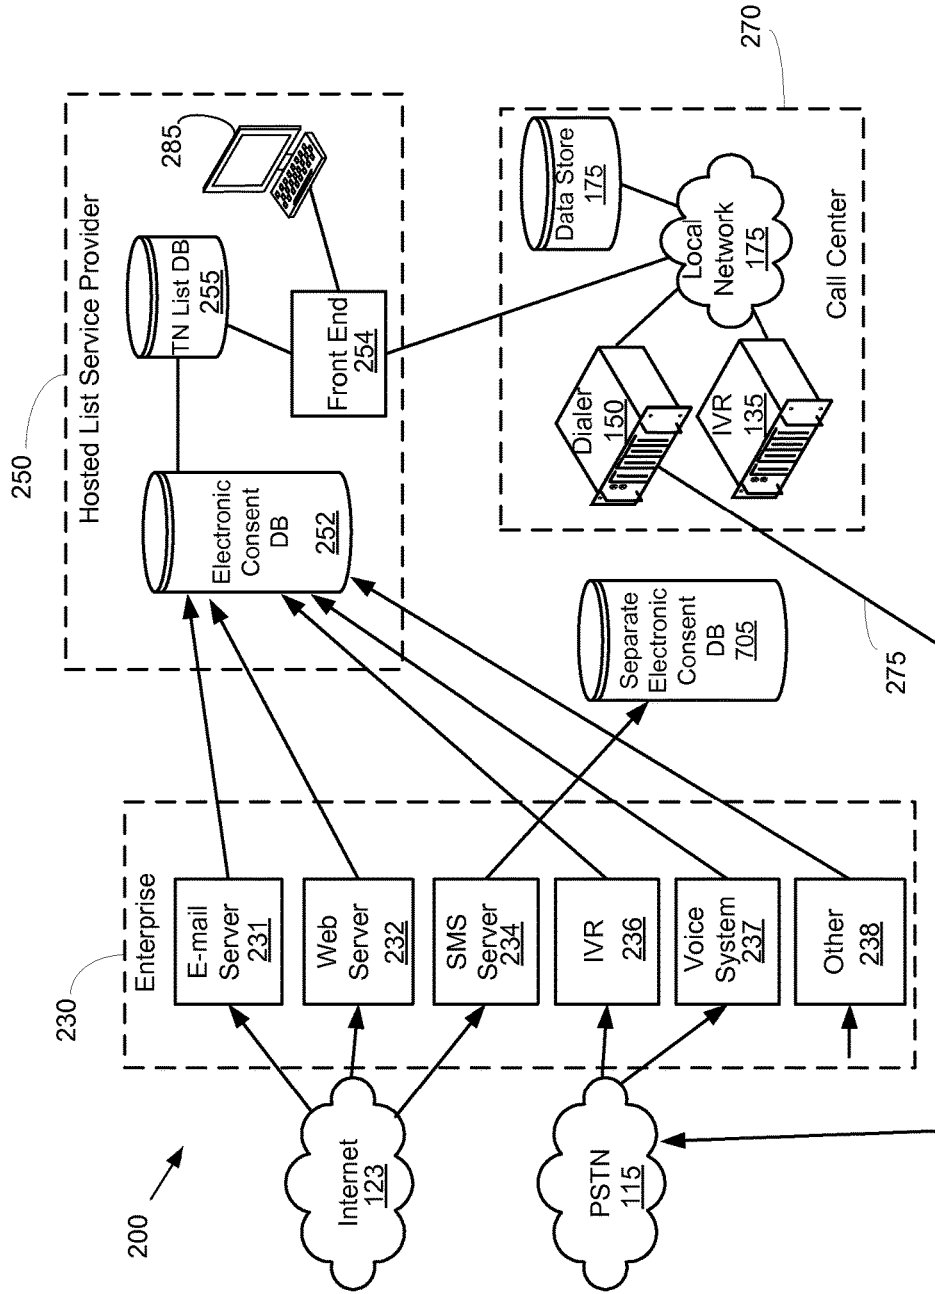 200
230
250
270
Enterprise
Hosted List Service Provider
Internet
123
E-mail
Server
231
Web
Server
232
SMS
Server
234
PSTN
115
IVR
236
Voice
System
237
Other
238
Electronic
Consent
DB
252
TN List DB
255
Front End
254
285
Separate
Electronic
Consent
DB
705
275
Dialer
150
IVR
135
Data Store
175
Local
Network
175
Call Center